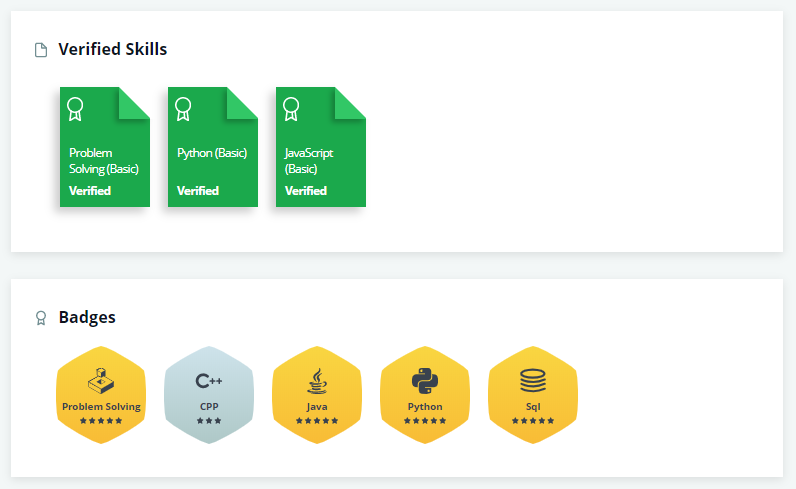 Verified Skills
Problem
Solving (Basic)
Verified
Python (Basic)
Verified
JavaScript
(Basic)
Verified
Badges
Problem Solving
C++
CPP
Java
Python
Sql